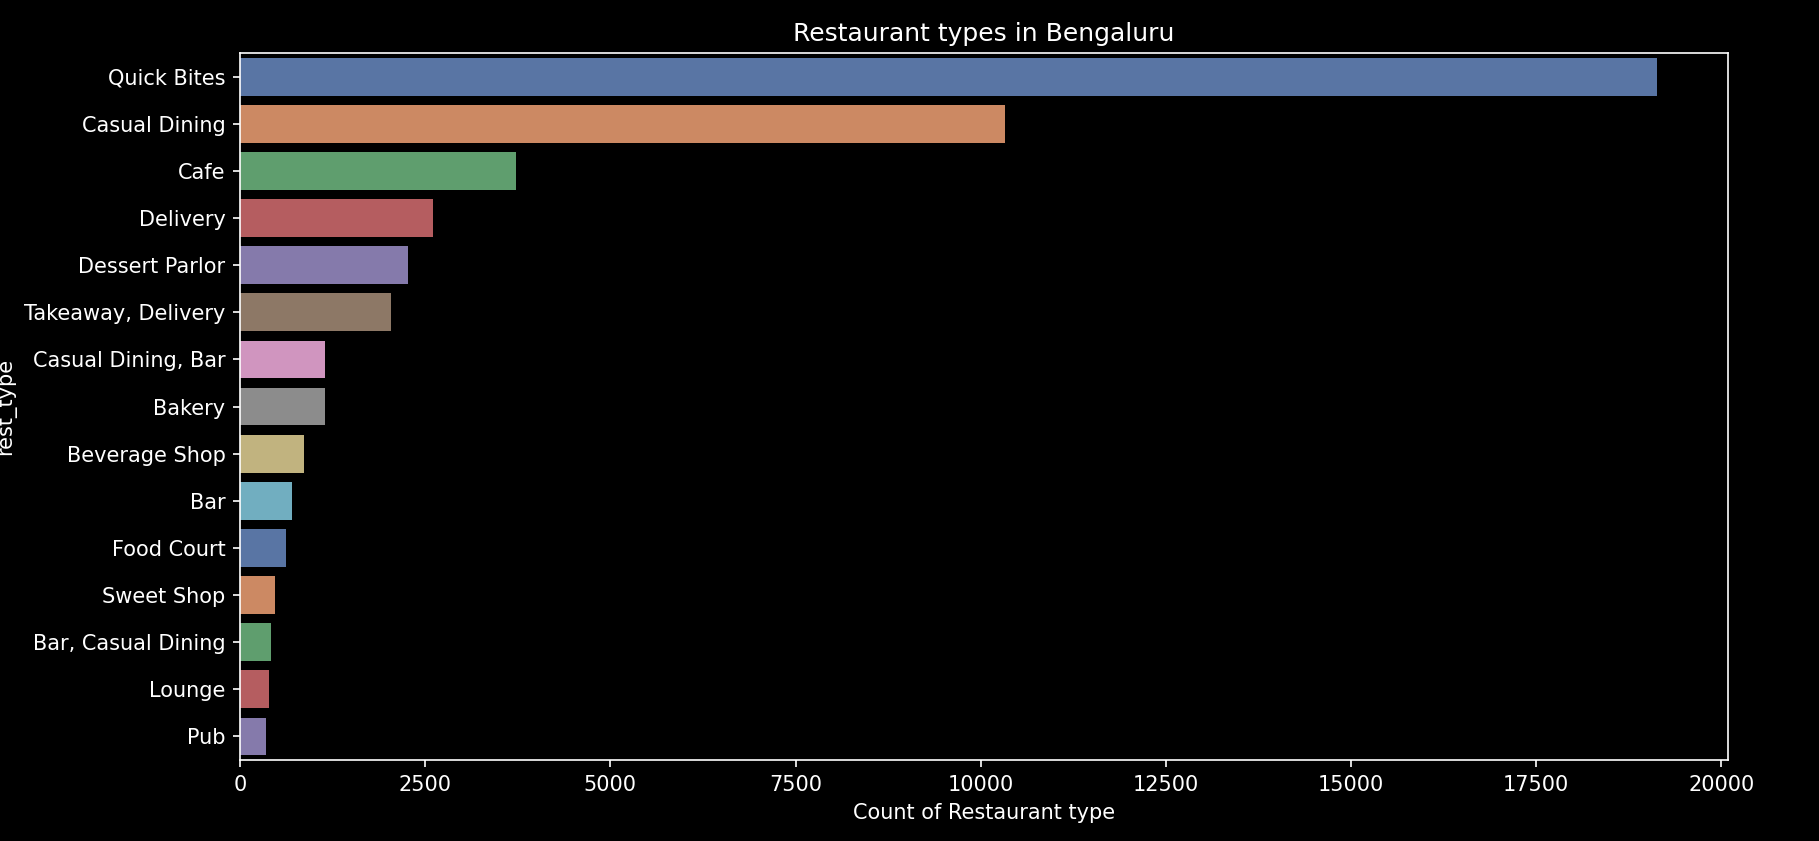 Restaurant types in Bengaluru
rest_type
Quick Bites
Casual Dining
Cafe
Delivery
Dessert Parlor
Takeaway, Delivery
Casual Dining, Bar
Bakery
Beverage Shop
Bar
Food Court
Sweet Shop
Bar, Casual Dining
Lounge
Pub
0 2500 5000 7500 10000 12500 15000 17500 20000
Count of Restaurant type